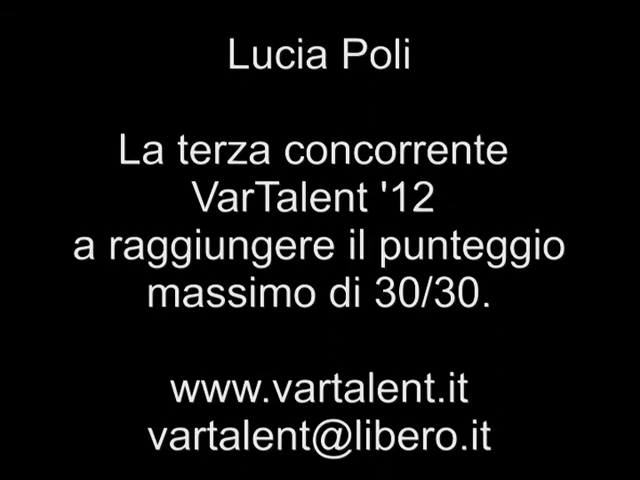 Lucia Poli
La terza concorrente
VarTalent '12
a raggiungere il punteggio
massimo di 30/30.
www.vartalent.it
vartalent@libero.it